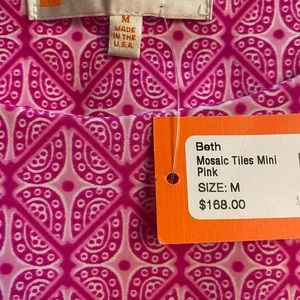 M
MADE
IN THE
U.S.A.
Beth
Mosaic Tiles Mini
Pink
SIZE: M
$168.00